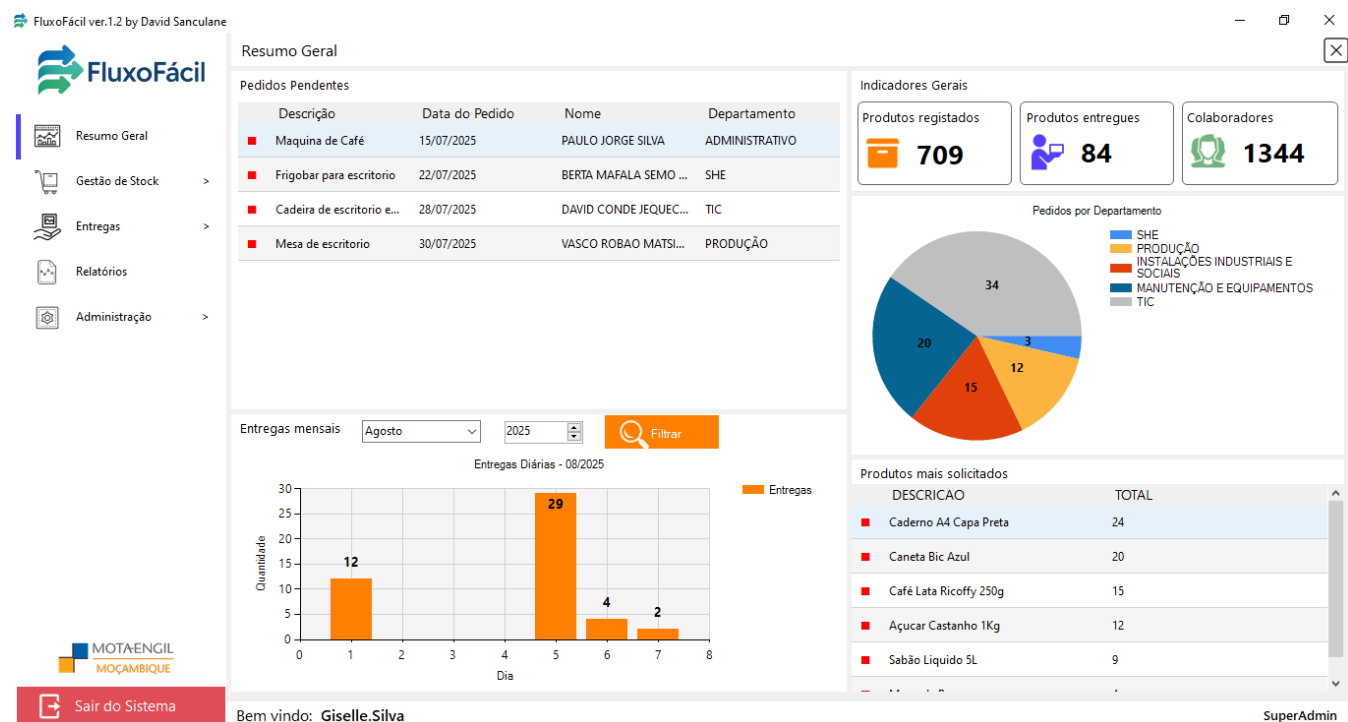 FluxoFácil ver.1.2 by David Sanculane
FluxoFácil
Resumo Geral
Gestão de Stock >
Entregas >
Relatórios
Administração >
MOTA-ENGIL
MOÇAMBIQUE
Sair do Sistema
Resumo Geral
Pedidos Pendentes
Descrição Data do Pedido Nome Departamento
Maquina de Café 15/07/2025 PAULO JORGE SILVA ADMINISTRATIVO
Frigobar para escritorio 22/07/2025 BERTA MAFALA SEMO ... SHE
Cadeira de escritorio e... 28/07/2025 DAVID CONDE JEQUEC... TIC
Mesa de escritorio 30/07/2025 VASCO ROBAO MATSI... PRODUÇÃO
Entregas mensais Agosto 2025 Filtrar
Entregas Diárias - 08/2025
Entregas
Quantidade
30
25
20
15
10
5
0
12
29
4
2
0 1 2 3 4 5 6 7 8
Dia
Indicadores Gerais
Produtos registados
709
Produtos entregues
84
Colaboradores
1344
Pedidos por Departamento
SHE
PRODUÇÃO
INSTALAÇÕES INDUSTRIAIS E
SOCIAIS
MANUTENÇÃO E EQUIPAMENTOS
TIC
34
3
20
12
15
Produtos mais solicitados
DESCRICAO TOTAL
Caderno A4 Capa Preta 24
Caneta Bic Azul 20
Café Lata Ricoffy 250g 15
Açucar Castanho 1Kg 12
Sabão Liquido 5L 9
Bem vindo: Giselle.Silva
SuperAdmin